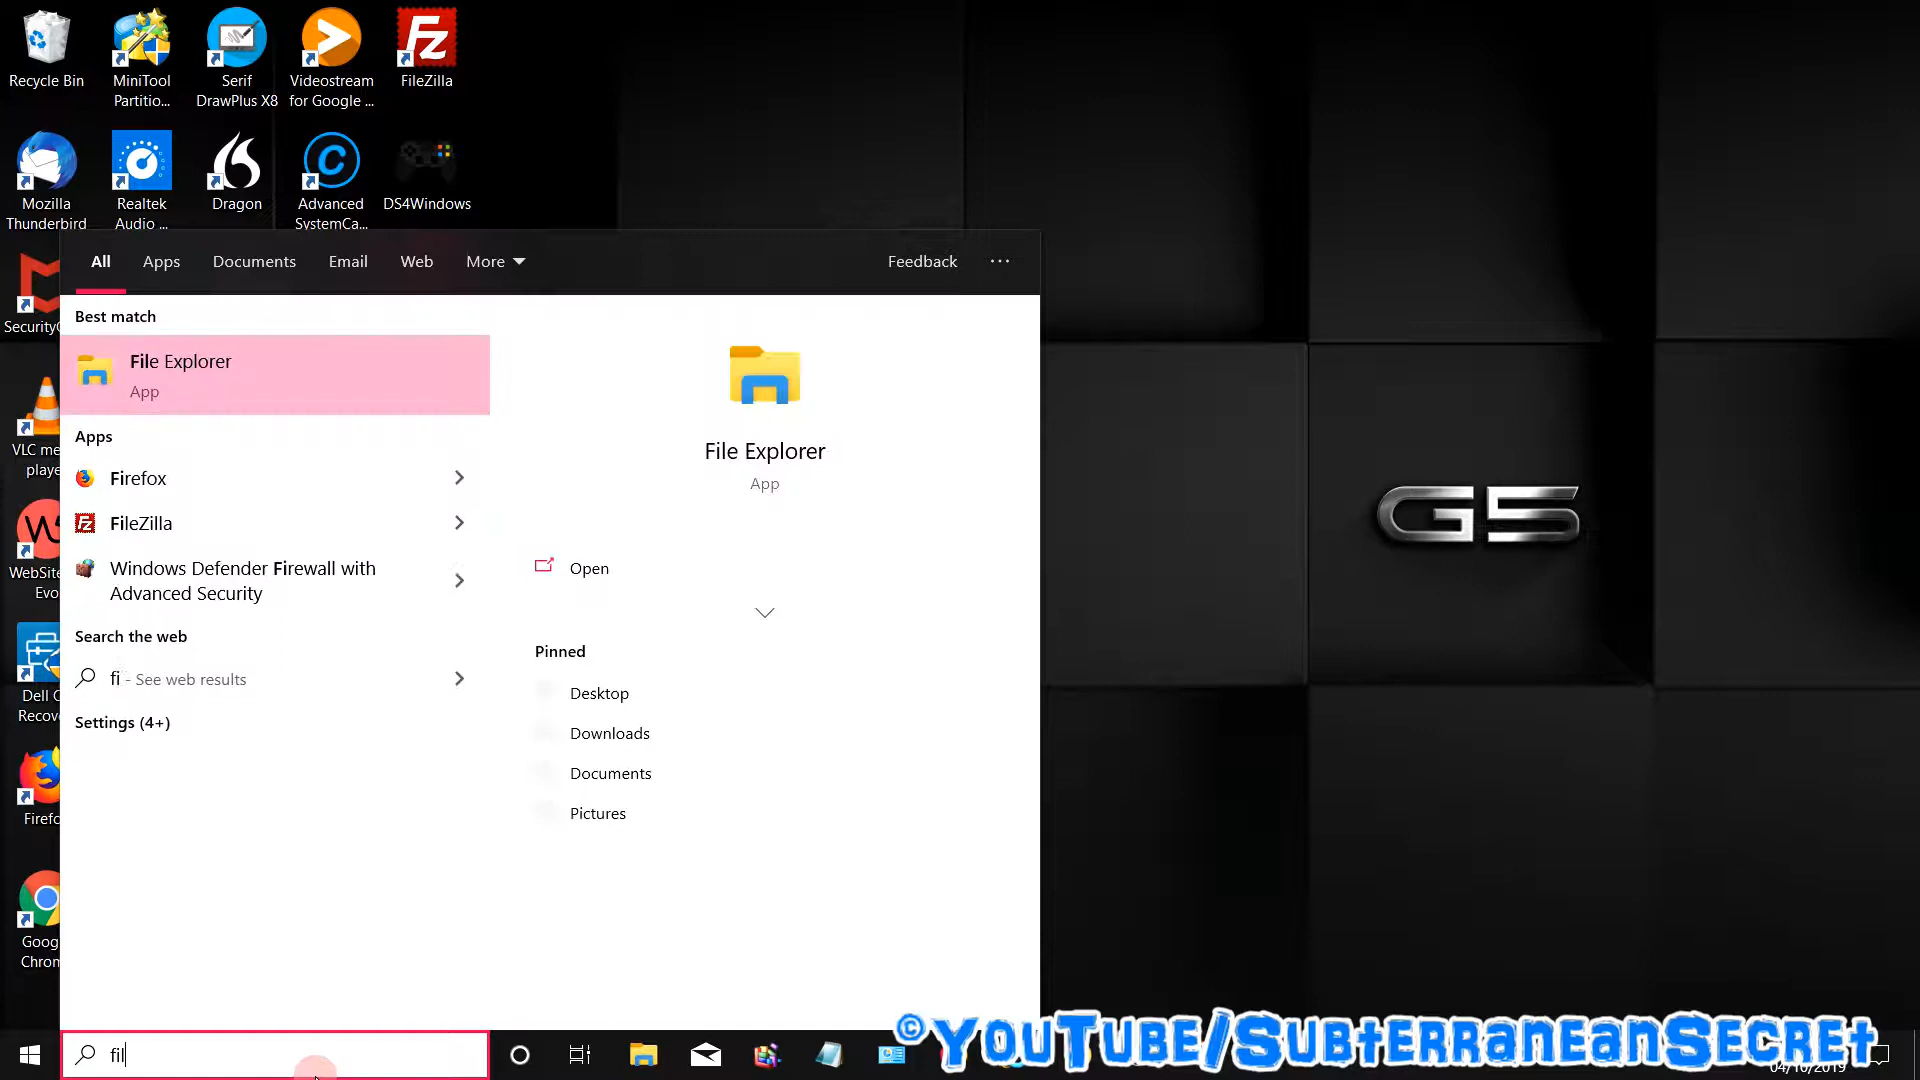 Recycle Bin
MiniTool
Partitio...
Serif
DrawPlus X8
Videostream
for Google ...
FileZilla
Mozilla
Thunderbird
Realtek
Audio ...
Dragon
Advanced
SystemCa...
DS4Windows
All
Apps
Documents
Email
Web
More
Feedback
Best match
File Explorer
App
Apps
Firefox
FileZilla
Windows Defender Firewall with
Advanced Security
Search the web
fi - See web results
Settings (4+)
File Explorer
App
Open
Pinned
Desktop
Downloads
Documents
Pictures
Security
VLC me
playe
WebSite
Evo
Dell
Recov
Firefo
Goog
Chrom
G5
fil
©YouTube/SubterraneanSecret
04/10/2019